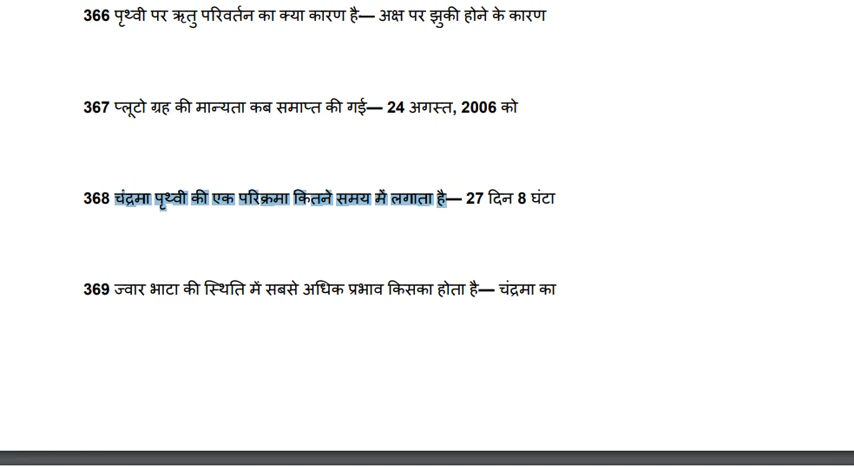 366 पृथ्वी पर ऋतु परिवर्तन का क्या कारण है— अक्ष पर झुकी होने के कारण
367 प्लूटो ग्रह की मान्यता कब समाप्त की गई— 24 अगस्त, 2006 को
368 चंद्रमा पृथ्वी की एक परिक्रमा कितने समय में लगाता है— 27 दिन 8 घंटा
369 ज्वार भाटा की स्थिति में सबसे अधिक प्रभाव किसका होता है— चंद्रमा का